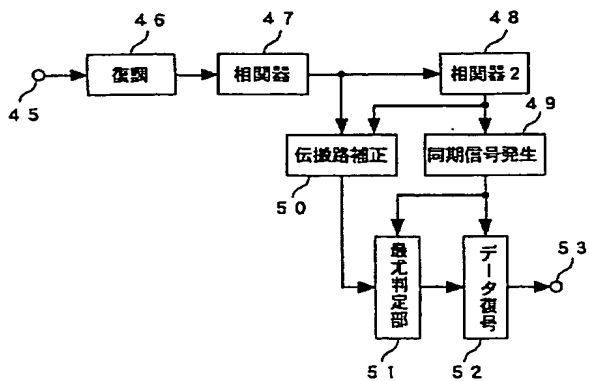 46
47
48
復調
相関器
相関器2
45
49
伝搬路補正
同期信号発生
50
最尤判定部
データ復号
53
51
52